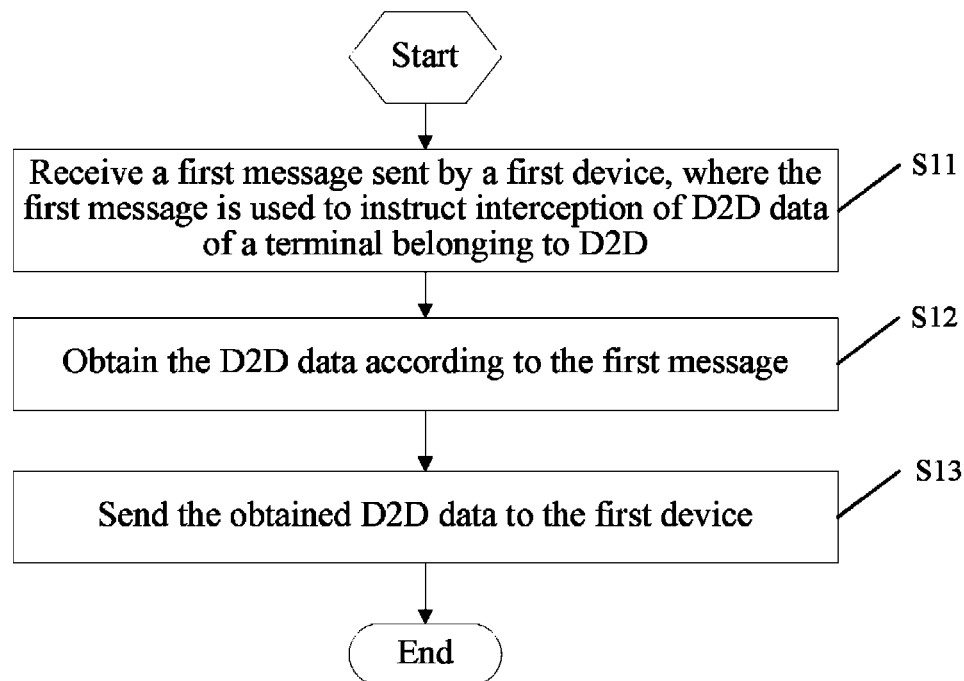 Start
Receive a first message sent by a first device, where the
first message is used to instruct interception of D2D data
of a terminal belonging to D2D
S11
Obtain the D2D data according to the first message
S12
Send the obtained D2D data to the first device
S13
End